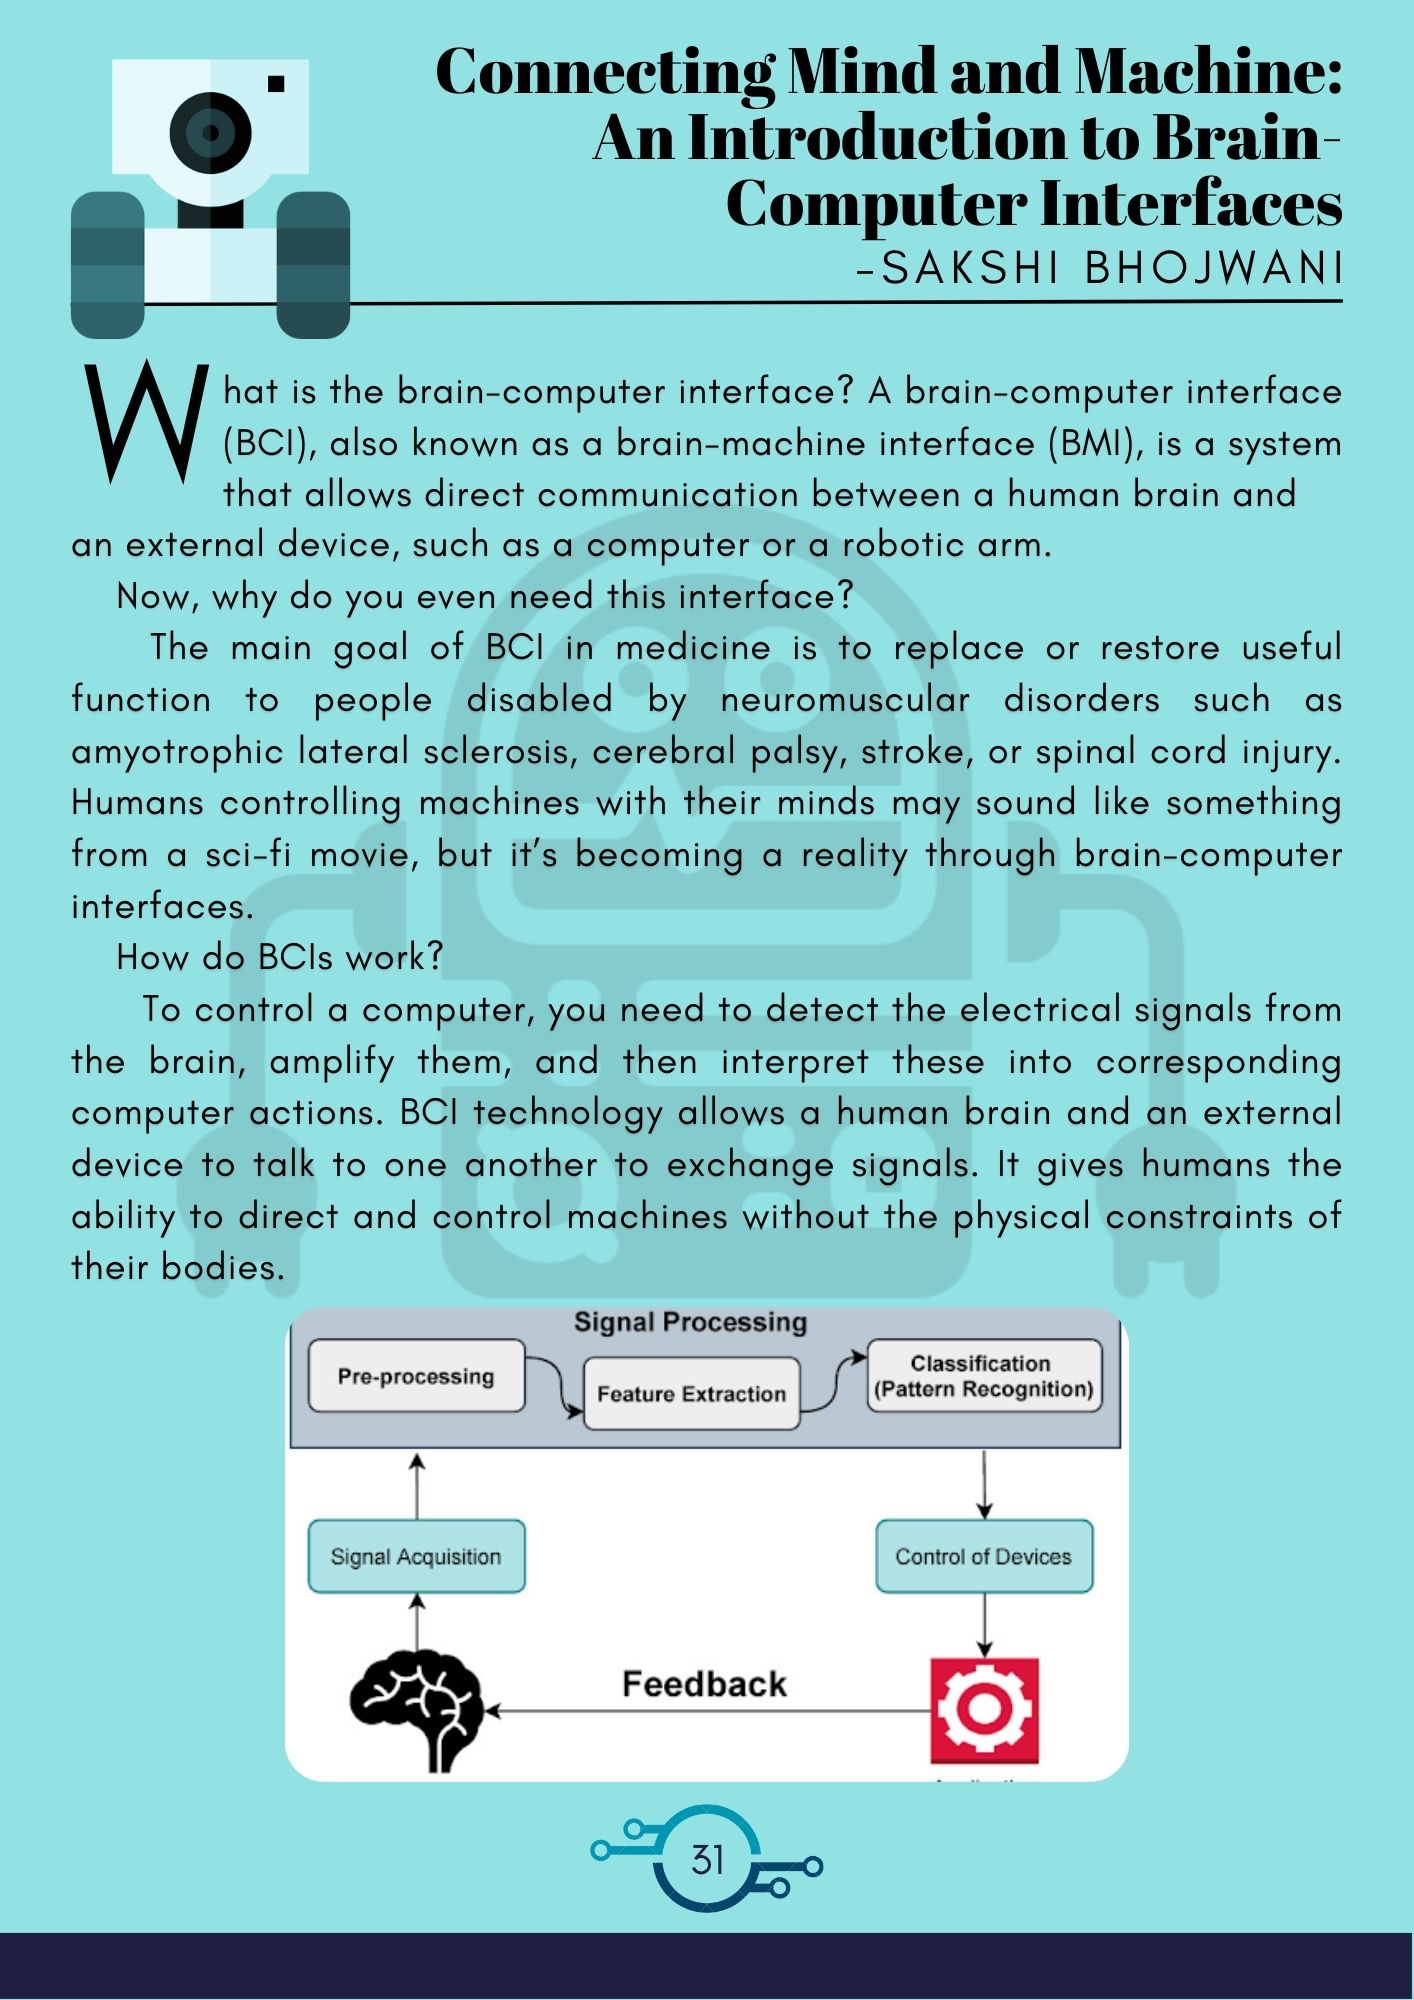 Connecting Mind and Machine:
An Introduction to Brain-
Computer Interfaces
-SAKSHI BHOJWANI
What is the brain-computer interface? A brain-computer interface
(BCI), also known as a brain-machine interface (BMI), is a system
that allows direct communication between a human brain and
an external device, such as a computer or a robotic arm.
Now, why do you even need this interface?
The main goal of BCI in medicine is to replace or restore useful
function to people disabled by neuromuscular disorders such as
amyotrophic lateral sclerosis, cerebral palsy, stroke, or spinal cord injury.
Humans controlling machines with their minds may sound like something
from a sci-fi movie, but it's becoming a reality through brain-computer
interfaces.
How do BCIs work?
To control a computer, you need to detect the electrical signals from
the brain, amplify them, and then interpret these into corresponding
computer actions. BCI technology allows a human brain and an external
device to talk to one another to exchange signals. It gives humans the
ability to direct and control machines without the physical constraints of
their bodies.
Signal Processing
Pre-processing
Feature Extraction
Classification
(Pattern Recognition)
Signal Acquisition
Control of Devices
Feedback
31